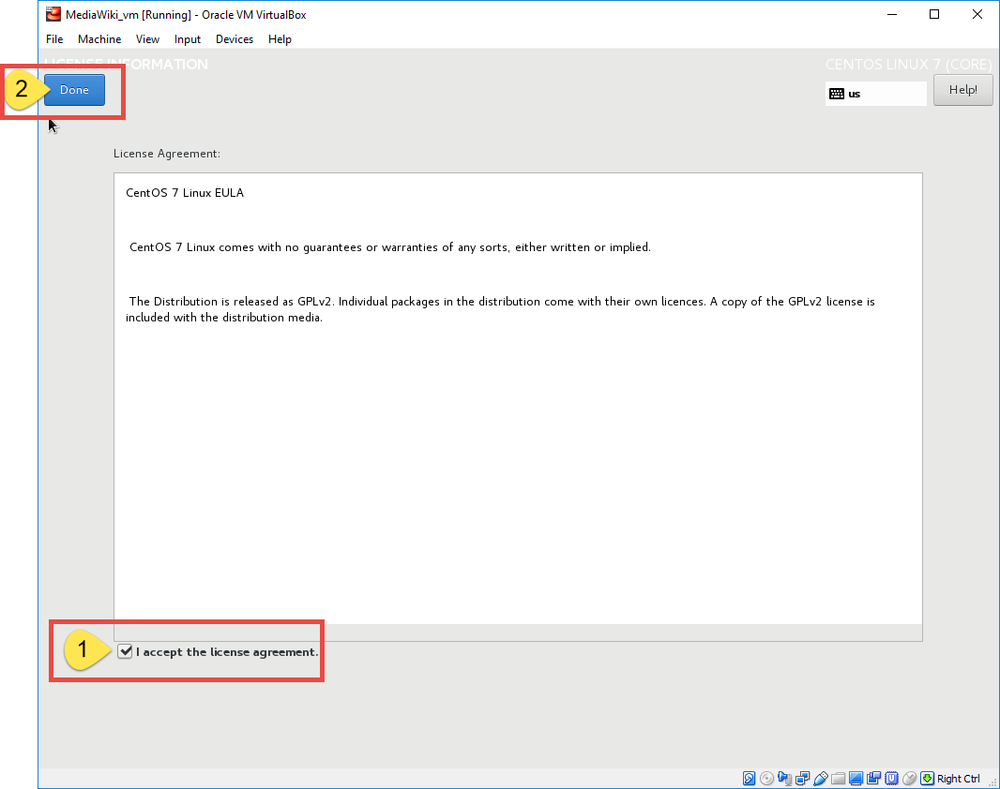 MediaWiki_vm [Running] - Oracle VM VirtualBox
File Machine View Input Devices Help
LICENSE INFORMATION
CENTOS LINUX 7 (CORE)
2
Done
us
Help!
License Agreement:
CentOS 7 Linux EULA
CentOS 7 Linux comes with no guarantees or warranties of any sorts, either written or implied.
The Distribution is released as GPLv2. Individual packages in the distribution come with their own licences. A copy of the GPLv2 license is
included with the distribution media.
1
I accept the license agreement.
Right Ctrl